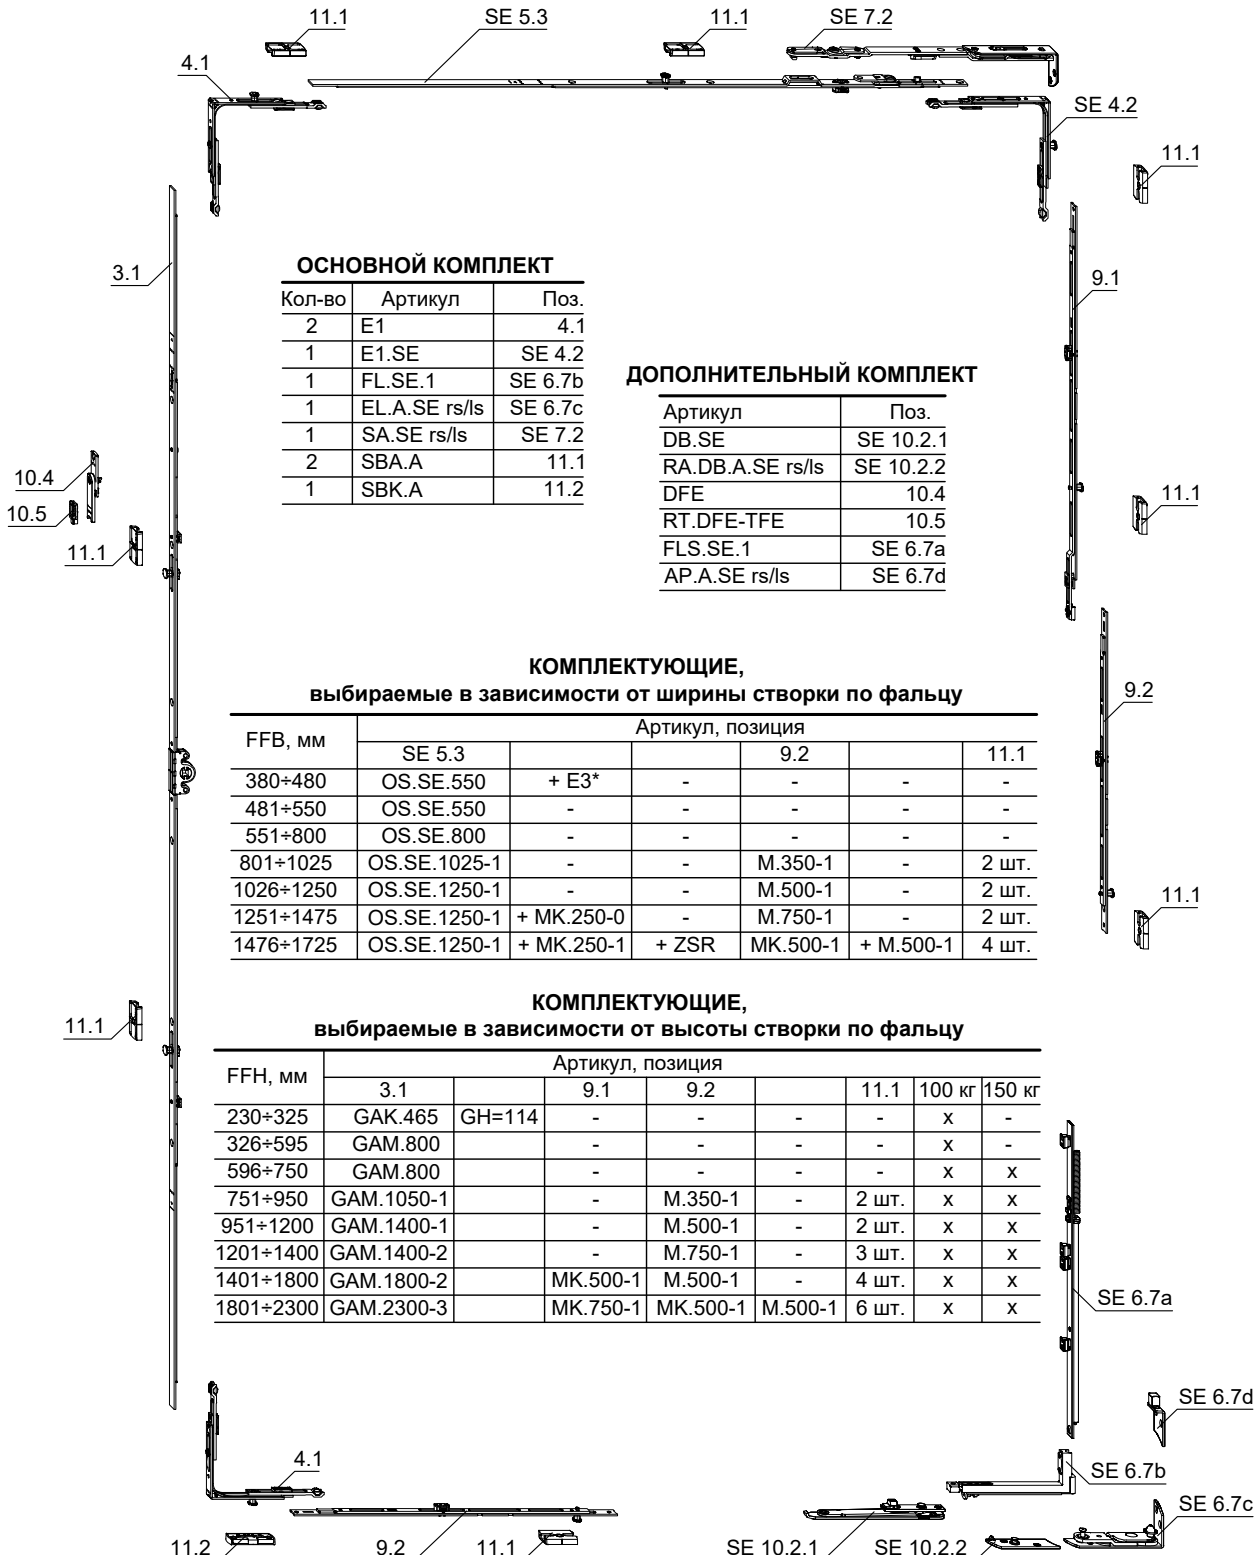 11.1
SE 5.3
11.1
SE 7.2
4.1
SE 4.2
11.1
3.1
9.1
ОСНОВНОЙ КОМПЛЕКТ
Кол-во Артикул Поз.
2 E1 4.1
1 E1.SE SE 4.2
1 FL.SE.1 SE 6.7b
1 EL.A.SE rs/ls SE 6.7c
1 SA.SE rs/ls SE 7.2
2 SBA.A 11.1
1 SBK.A 11.2
ДОПОЛНИТЕЛЬНЫЙ КОМПЛЕКТ
Артикул Поз.
DB.SE SE 10.2.1
RA.DB.A.SE rs/ls SE 10.2.2
DFE 10.4
RT.DFE-TFE 10.5
FLS.SE.1 SE 6.7a
AP.A.SE rs/ls SE 6.7d
10.4
10.5
11.1
11.1
КОМПЛЕКТУЮЩИЕ,
выбираемые в зависимости от ширины створки по фальцу
FFB, мм Артикул, позиция
SE 5.3 9.2 11.1
380÷480 OS.SE.550 + E3* - - - -
481÷550 OS.SE.550 - - - - -
551÷800 OS.SE.800 - - - - -
801÷1025 OS.SE.1025-1 - - M.350-1 - 2 шт.
1026÷1250 OS.SE.1250-1 - - M.500-1 - 2 шт.
1251÷1475 OS.SE.1250-1 + MK.250-0 - M.750-1 - 2 шт.
1476÷1725 OS.SE.1250-1 + MK.250-1 + ZSR MK.500-1 + M.500-1 4 шт.
9.2
11.1
11.1
КОМПЛЕКТУЮЩИЕ,
выбираемые в зависимости от высоты створки по фальцу
FFH, мм Артикул, позиция
3.1 9.1 9.2 11.1 100 кг 150 кг
230÷325 GAK.465 GH=114 - - - - x -
326÷595 GAM.800 - - - - x -
596÷750 GAM.800 - - - - x x
751÷950 GAM.1050-1 - M.350-1 - 2 шт. x x
951÷1200 GAM.1400-1 - M.500-1 - 2 шт. x x
1201÷1400 GAM.1400-2 - M.750-1 - 3 шт. x x
1401÷1800 GAM.1800-2 MK.500-1 M.500-1 - 4 шт. x x
1801÷2300 GAM.2300-3 MK.750-1 MK.500-1 M.500-1 6 шт. x x
SE 6.7a
SE 6.7d
4.1
SE 6.7b
SE 6.7c
11.2
9.2
11.1
SE 10.2.1
SE 10.2.2